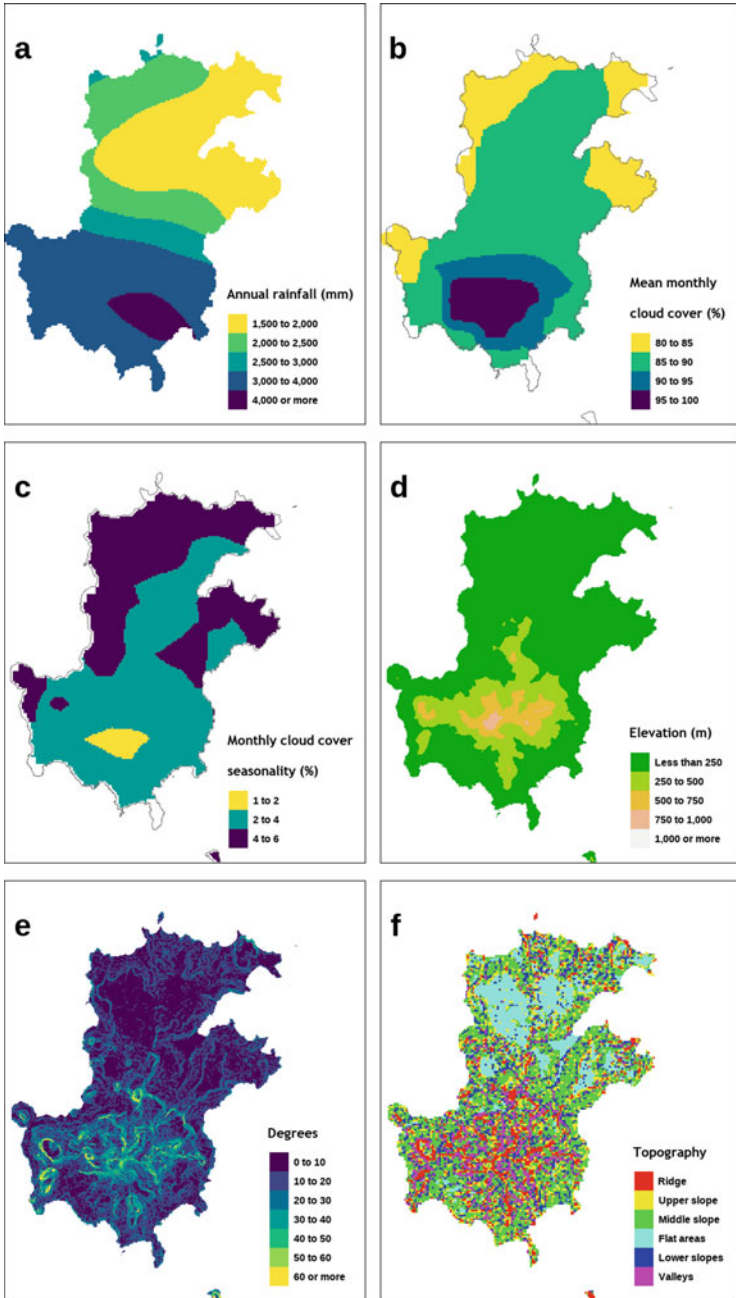 a
Annual rainfall (mm)
1,500 to 2,000
2,000 to 2,500
2,500 to 3,000
3,000 to 4,000
4,000 or more
b
Mean monthly
cloud cover (%)
80 to 85
85 to 90
90 to 95
95 to 100
c
Monthly cloud cover
seasonality (%)
1 to 2
2 to 4
4 to 6
d
Elevation (m)
Less than 250
250 to 500
500 to 750
750 to 1,000
1,000 or more
e
Degrees
0 to 10
10 to 20
20 to 30
30 to 40
40 to 50
50 to 60
60 or more
f
Topography
Ridge
Upper slope
Middle slope
Flat areas
Lower slopes
Valleys